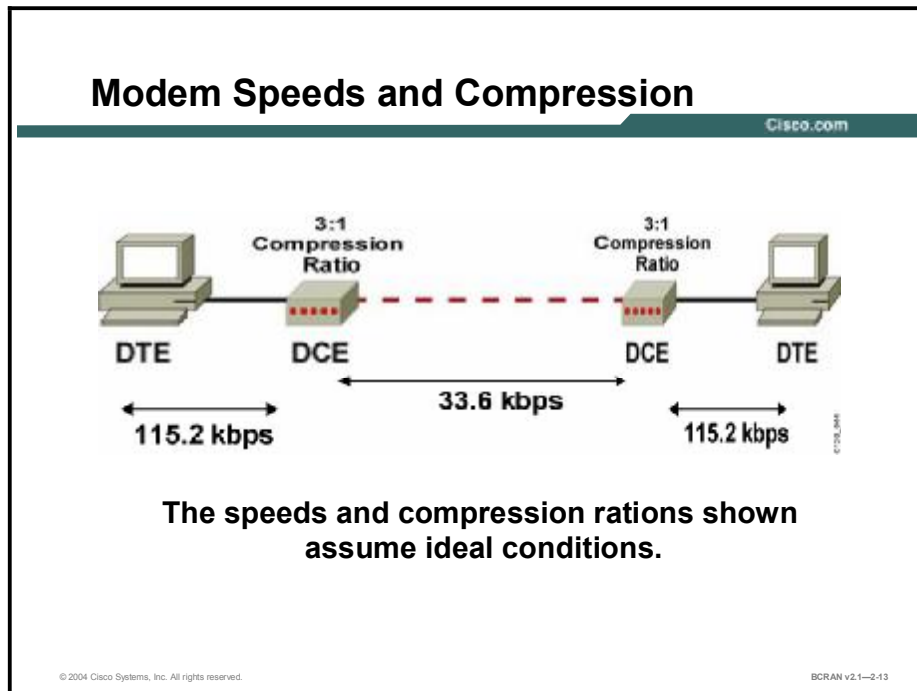 Modem Speeds and Compression
Cisco.com
3:1
Compression
Ratio
3:1
Compression
Ratio
DTE
DCE
DCE
DTE
33.6 kbps
115.2 kbps
115.2 kbps
The speeds and compression rations shown
assume ideal conditions.
© 2004 Cisco Systems, Inc. All rights reserved.
BCRAN v2.1—2-13